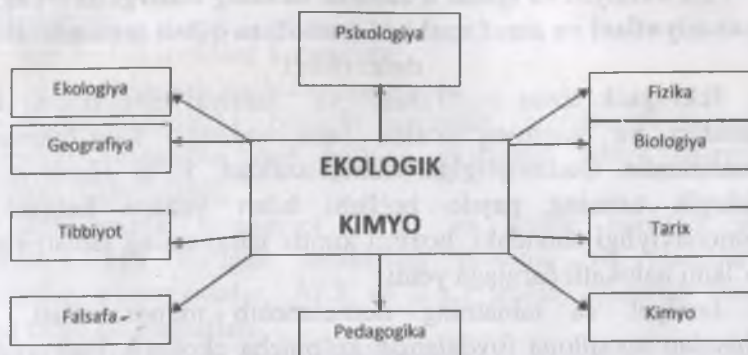 Psixologiya
Ekologiya
Fizika
Geografiya
Biologiya
EKOLOGIK
KIMYO
Tibbiyot
Tarix
Falsafa
Kimyo
Pedagogika